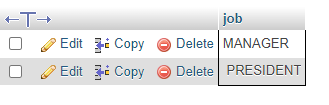 job
Edit Copy Delete MANAGER
Edit Copy Delete PRESIDENT